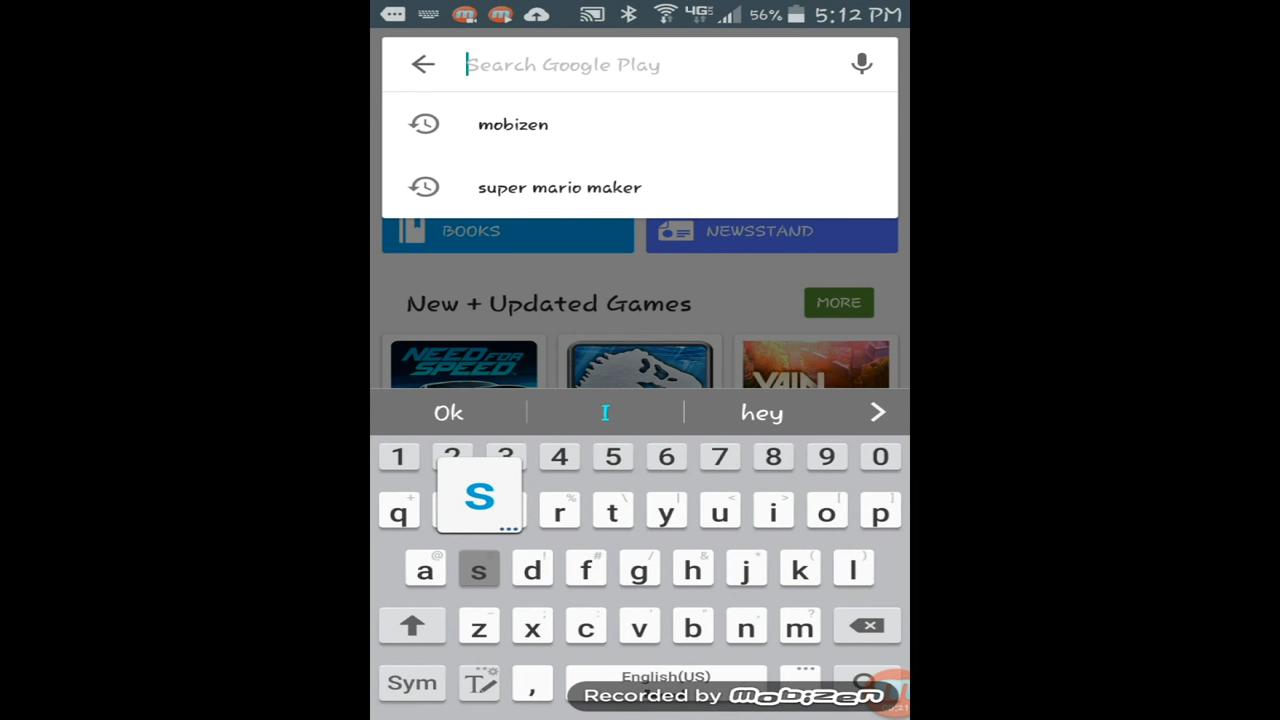 4G 56% 5:12 PM
Search Google Play
mobizen
super mario maker
BOOKS NEWSSTAND
New + Updated Games MORE
NEED FOR
SPEED
VAIN
Ok I hey
1 2 3 4 5 6 7 8 9 0
S
q r t y u i o p
+ % \ | < > [ ]
a s d f g h j k l
@ ! # / & * ( )
z x c v b n m
- ; : , " ?
Sym T , English(US)
Recorded by mobizen